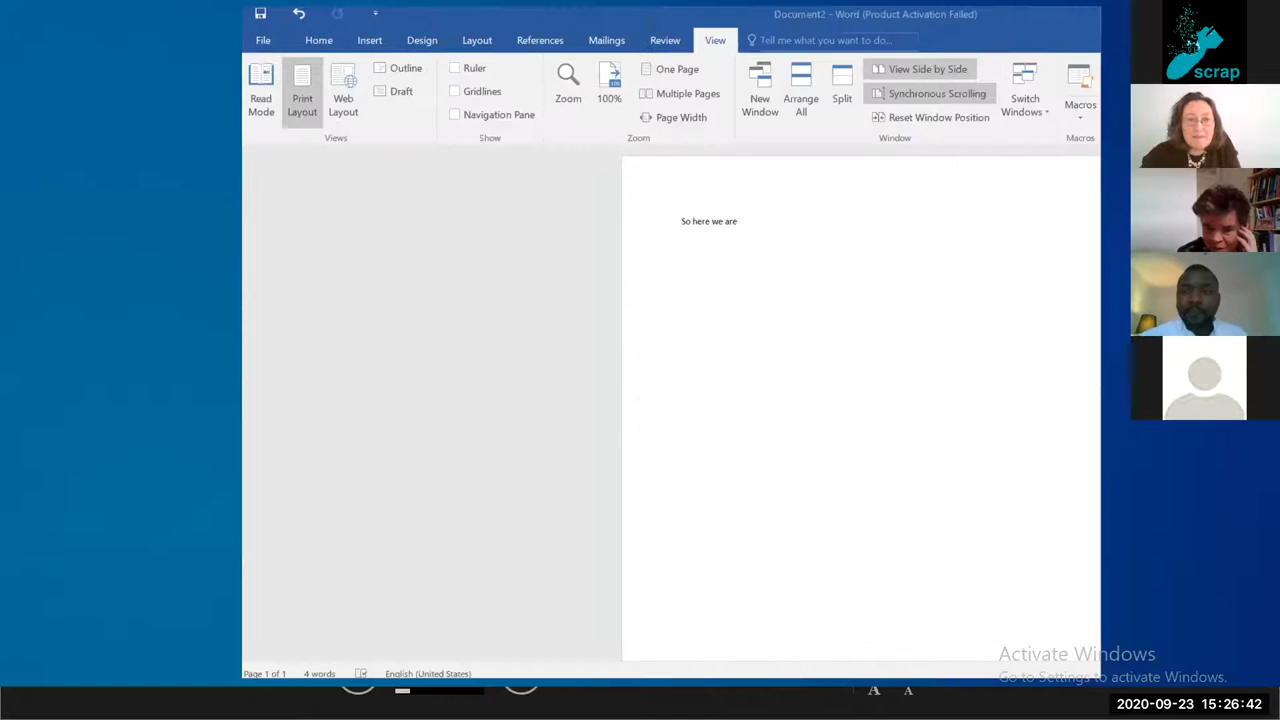 Document2 - Word (Product Activation Failed)
File Home Insert Design Layout References Mailings Review View Tell me what you want to do...
Read Mode
Print Layout
Web Layout
Outline
Draft
Views
Ruler
Gridlines
Navigation Pane
Show
Zoom
100%
One Page
Multiple Pages
Page Width
Zoom
New Window
Arrange All
Split
View Side by Side
Synchronous Scrolling
Reset Window Position
Window
Switch Windows
Macros
Macros
scrap
So here we are
Page 1 of 1 4 words English (United States)
Activate Windows
Go to Settings to activate Windows.
A A
2020-09-23 15:26:42